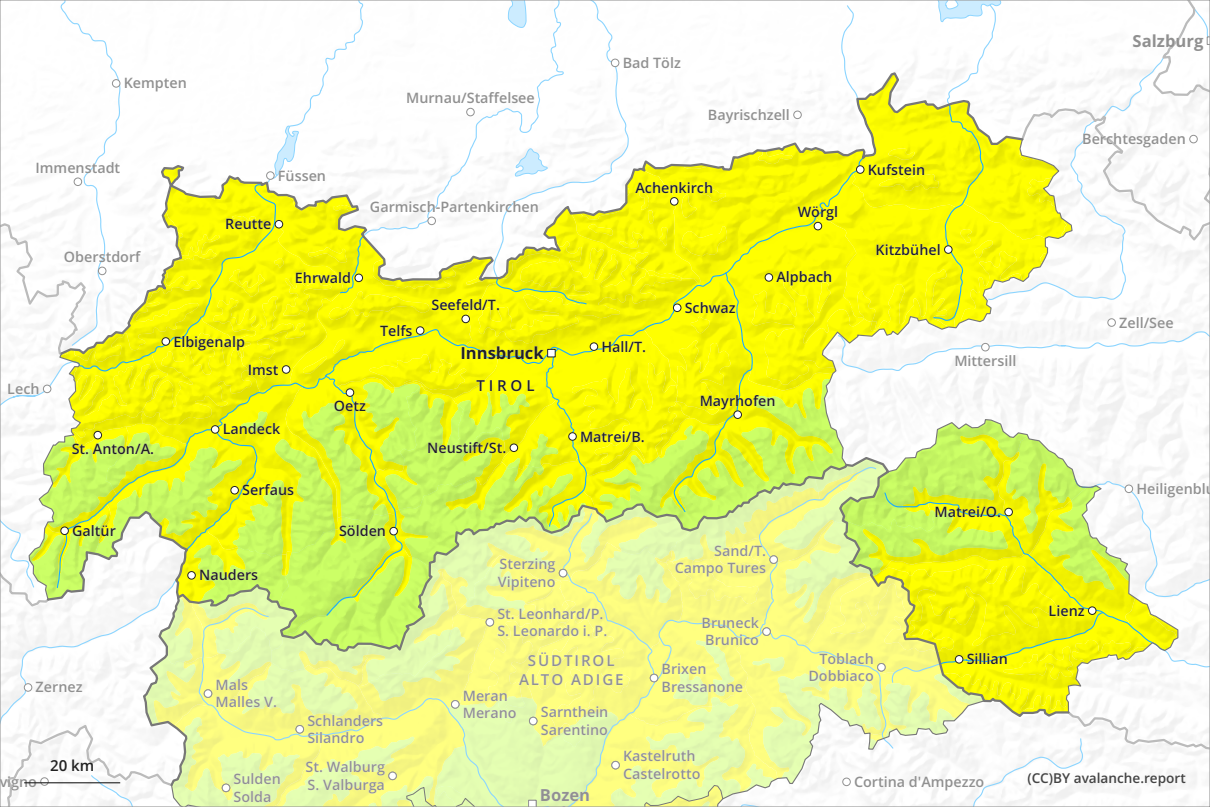 Salzburg
Bad Tölz
Kempten
Murnau/Staffelsee
Bayrischzell
Berchtesgaden
Immenstadt
Füssen
Kufstein
Achenkirch
Garmisch-Partenkirchen
Wörgl
Reutte
Kitzbühel
Oberstdorf
Ehrwald
Alpbach
Seefeld/T.
Schwaz
Zell/See
Telfs
Elbigenalp
Innsbruck
Hall/T.
Mittersill
Imst
TIROL
Lech
Oetz
Mayrhofen
Landeck
Matrei/B.
St. Anton/A.
Neustift/St.
Serfaus
Heiligenblu
Matrei/O.
Galtür
Sölden
Sand/T.
Campo Tures
Sterzing
Vipiteno
Nauders
Lienz
St. Leonhard/P.
S. Leonardo i. P.
Bruneck
Brunico
SÜDTIROL
ALTO ADIGE
Toblach
Dobbiaco
Sillian
Brixen
Bressanone
Zernez
Mals
Malles V.
Meran
Merano
Sarnthein
Sarentino
Schlanders
Silandro
Kastelruth
Castelrotto
St. Walburg
S. Valburga
20 km
vigno
Sulden
Solda
Cortina d'Ampezzo
(CC)BY avalanche.report
Bozen